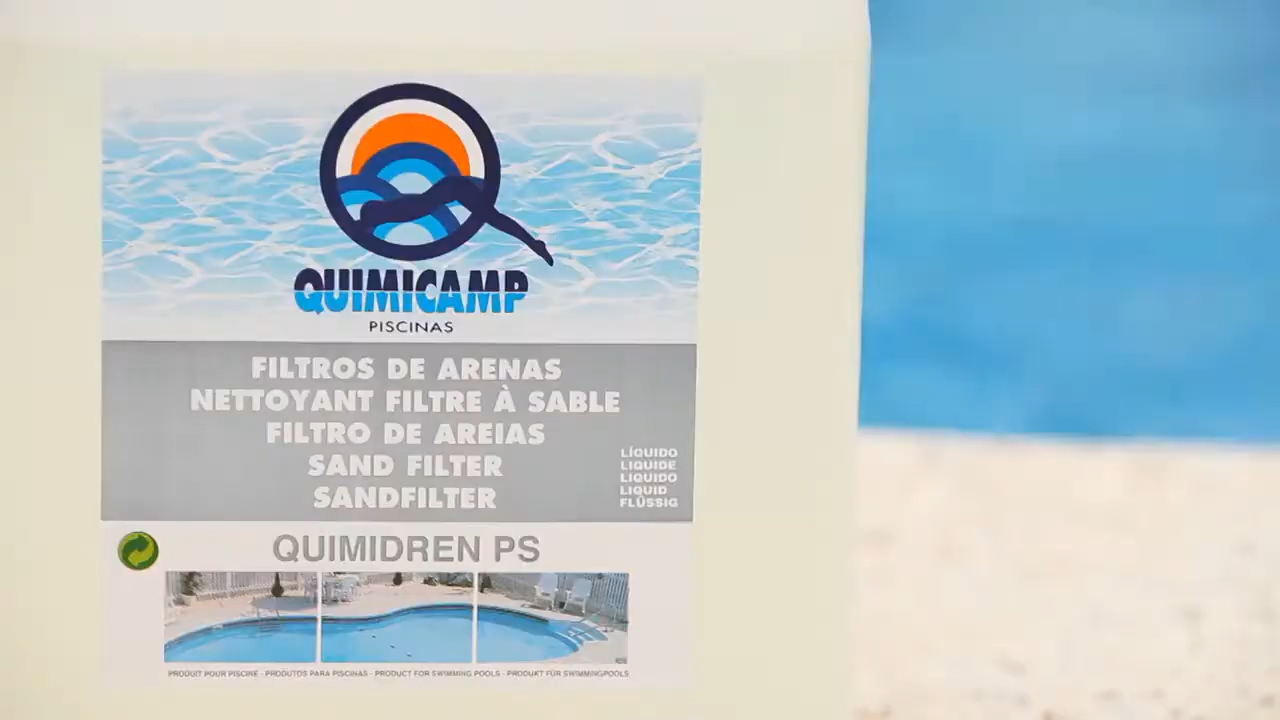 QUIMICAMP
PISCINAS
FILTROS DE ARENAS
NETTOYANT FILTRE À SABLE
FILTRO DE AREIAS
SAND FILTER
SANDFILTER
LÍQUIDO
LIQUIDE
LÍQUIDO
LIQUID
FLÜSSIG
QUIMIDREN PS
PRODUIT POUR PISCINE - PRODUTOS PARA PISCINAS - PRODUCT FOR SWIMMING POOLS - PRODUKT FÜR SWIMMINGPOOLS